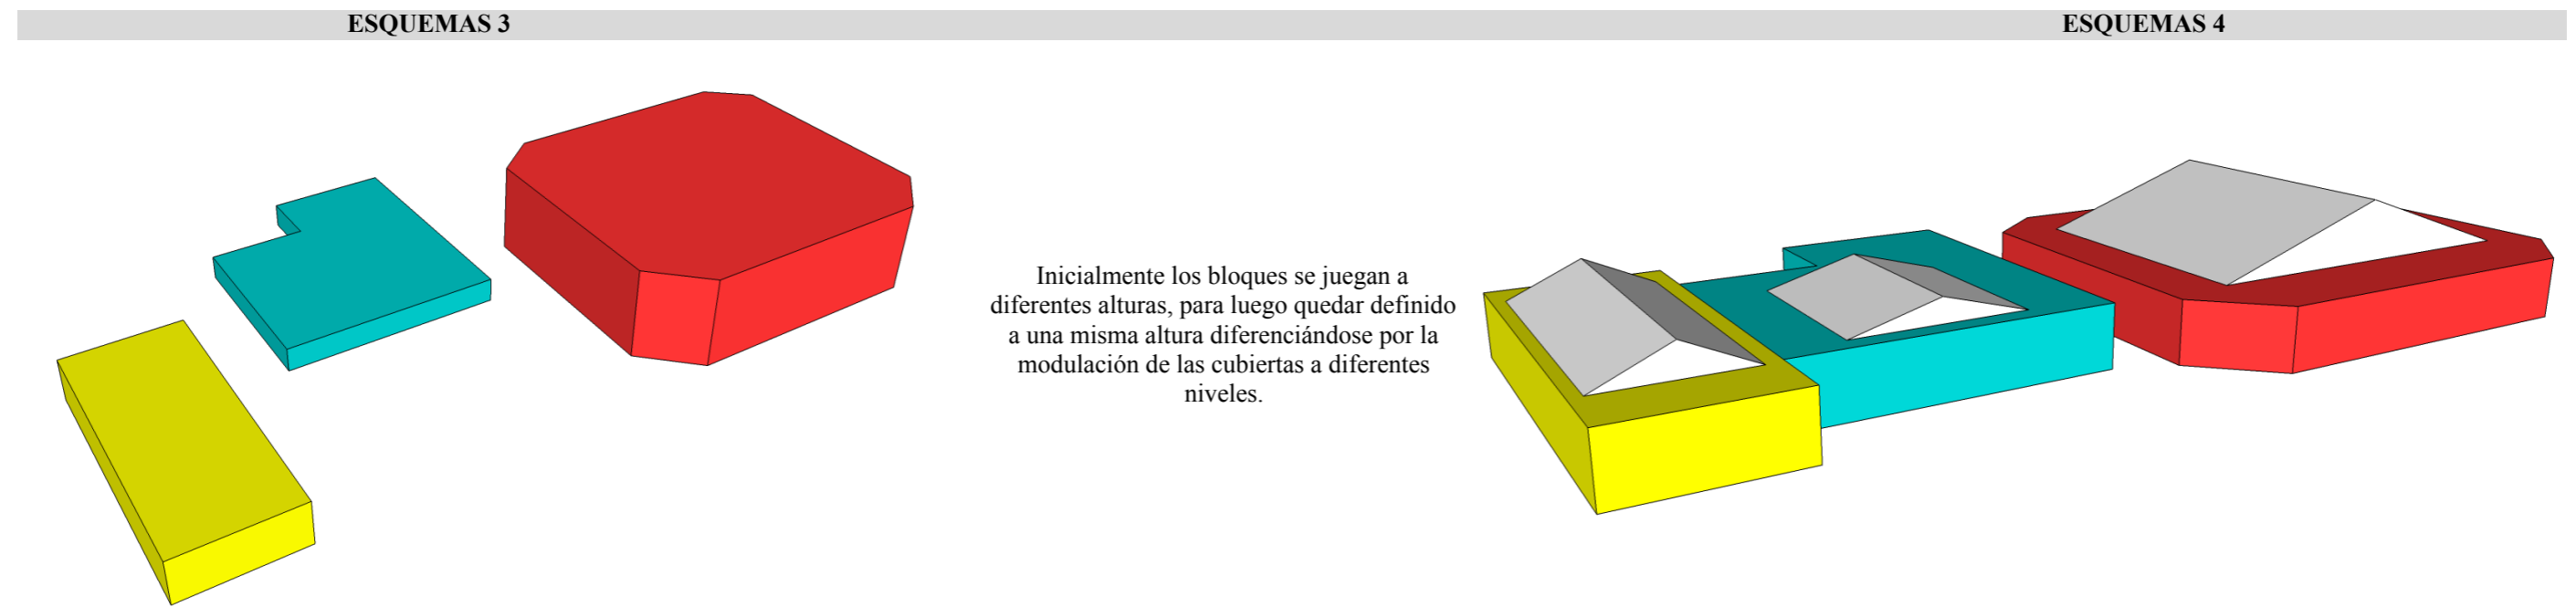 ESQUEMAS 3
ESQUEMAS 4
Inicialmente los bloques se juegan a
diferentes alturas, para luego quedar definido
a una misma altura diferenciándose por la
modulación de las cubiertas a diferentes
niveles.